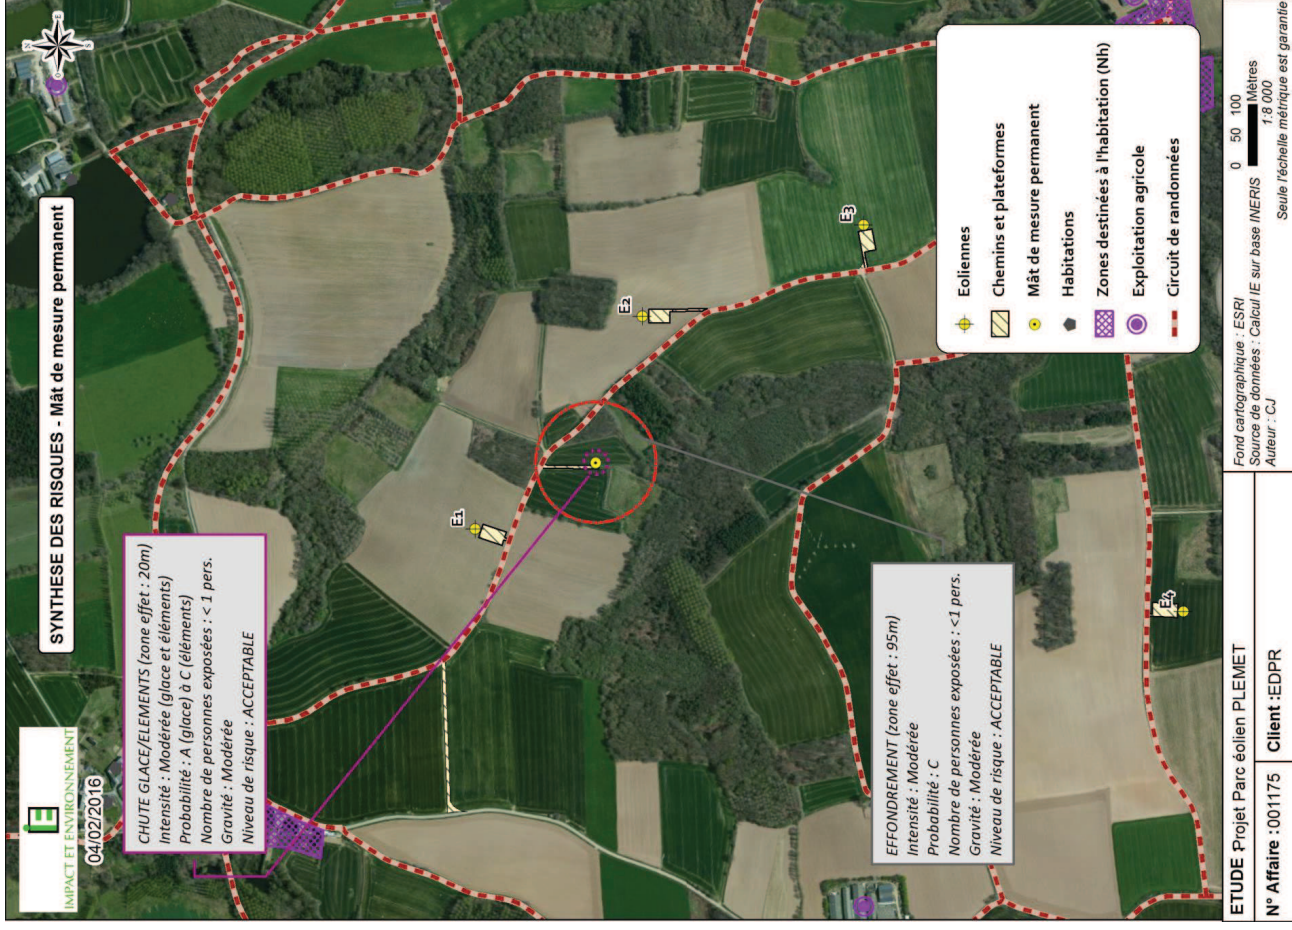 IE
IMPACT ET ENVIRONNEMENT
04/02/2016
SYNTHESE DES RISQUES - Mât de mesure permanent
N
E
S
O
CHUTE GLACE/ELEMENTS (zone effet : 20m)
Intensité : Modérée (glace et éléments)
Probabilité : A (glace) à C (éléments)
Nombre de personnes exposées : < 1 pers.
Gravité : Modérée
Niveau de risque : ACCEPTABLE
E1
E2
E3
E4
EFFONDREMENT (zone effet : 95m)
Intensité : Modérée
Probabilité : C
Nombre de personnes exposées : <1 pers.
Gravité : Modérée
Niveau de risque : ACCEPTABLE
Eoliennes
Chemins et plateformes
Mât de mesure permanent
Habitations
Zones destinées à l'habitation (Nh)
Exploitation agricole
Circuit de randonnées
ETUDE :Projet Parc éolien PLEMET
N° Affaire :001175
Client :EDPR
Fond cartographique : ESRI
Source de données : Calcul IE sur base INERIS
Auteur : CJ
0 50 100
Mètres
1:8 000
Seule l'échelle métrique est garantie